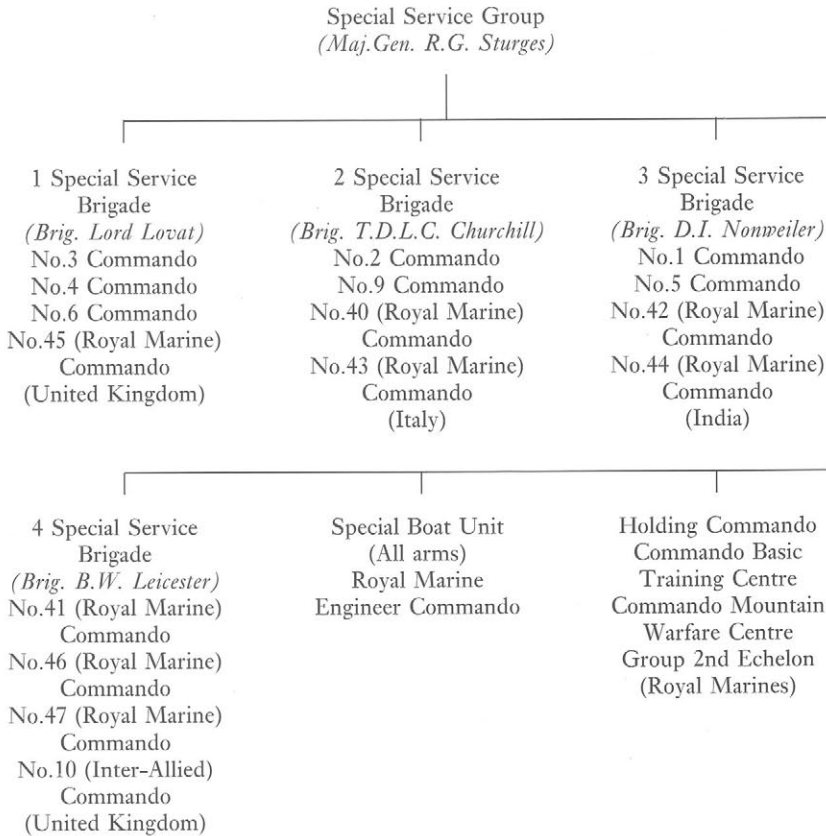 Special Service Group
(Maj.Gen. R.G. Sturges)
1 Special Service
Brigade
(Brig. Lord Lovat)
No.3 Commando
No.4 Commando
No.6 Commando
No.45 (Royal Marine)
Commando
(United Kingdom)
2 Special Service
Brigade
(Brig. T.D.L.C. Churchill)
No.2 Commando
No.9 Commando
No.40 (Royal Marine)
Commando
No.43 (Royal Marine)
Commando
(Italy)
3 Special Service
Brigade
(Brig. D.I. Nonweiler)
No.1 Commando
No.5 Commando
No.42 (Royal Marine)
Commando
No.44 (Royal Marine)
Commando
(India)
4 Special Service
Brigade
(Brig. B.W. Leicester)
No.41 (Royal Marine)
Commando
No.46 (Royal Marine)
Commando
No.47 (Royal Marine)
Commando
No.10 (Inter-Allied)
Commando
(United Kingdom)
Special Boat Unit
(All arms)
Royal Marine
Engineer Commando
Holding Commando
Commando Basic
Training Centre
Commando Mountain
Warfare Centre
Group 2nd Echelon
(Royal Marines)